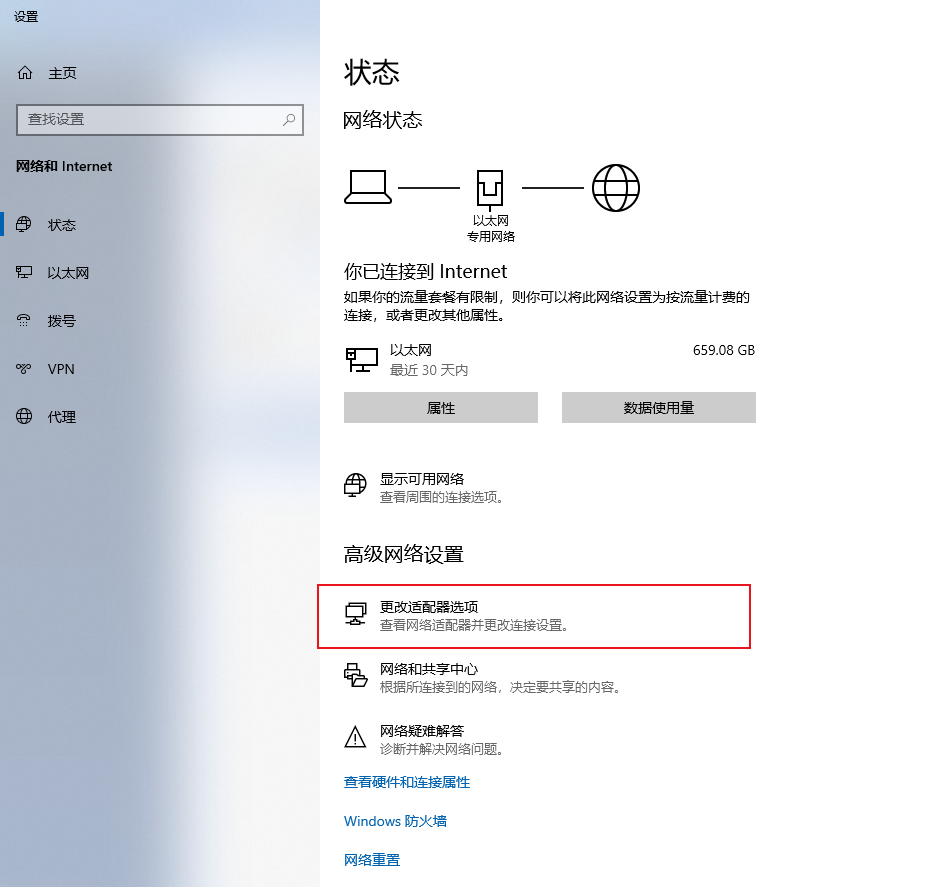 设置
主页
查找设置
网络和 Internet
状态
以太网
拨号
VPN
代理
状态
网络状态
以太网
专用网络
你已连接到 Internet
如果你的流量套餐有限制，则你可以将此网络设置为按流量计费的
连接，或者更改其他属性。
以太网
659.08 GB
最近 30 天内
属性
数据使用量
显示可用网络
查看周围的连接选项。
高级网络设置
更改适配器选项
查看网络适配器并更改连接设置。
网络和共享中心
根据所连接到的网络，决定要共享的内容。
网络疑难解答
诊断并解决网络问题。
查看硬件和连接属性
Windows 防火墙
网络重置